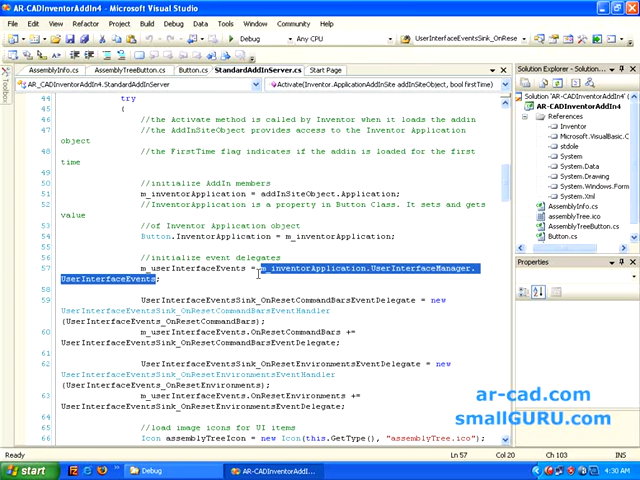 AR-CADInventorAddIn4 - Microsoft Visual Studio
File Edit View Refactor Project Build Debug Data Tools Window Community Help
Debug Any CPU UserInterfaceEventsSink_OnRese
AssemblyInfo.cs AssemblyTreeButton.cs Button.cs StandardAddInServer.cs Start Page
AR_CADInventorAddIn4.StandardAddInServer Activate(Inventor.ApplicationAddInSite addInSiteObject, bool firstTime)
Toolbox
44 try
45 {
46 //the Activate method is called by Inventor when it loads the addin
47 //the AddInSiteObject provides access to the Inventor Application
object
48 //the FirstTime flag indicates if the addin is loaded for the first
time
49
50 //initialize AddIn members
51 m_inventorApplication = addInSiteObject.Application;
52 //InventorApplication is a property in Button Class. It sets and gets
value
53 //of Inventor Application object
54 Button.InventorApplication = m_inventorApplication;
55
56 //initialize event delegates
57 m_userInterfaceEvents = m_inventorApplication.UserInterfaceManager.
UserInterfaceEvents;
58
59 UserInterfaceEventsSink_OnResetCommandBarsEventDelegate = new
UserInterfaceEventsSink_OnResetCommandBarsEventHandler
(UserInterfaceEvents_OnResetCommandBars);
60 m_userInterfaceEvents.OnResetCommandBars +=
UserInterfaceEventsSink_OnResetCommandBarsEventDelegate;
61
62 UserInterfaceEventsSink_OnResetEnvironmentsEventDelegate = new
UserInterfaceEventsSink_OnResetEnvironmentsEventHandler
(UserInterfaceEvents_OnResetEnvironments);
63 m_userInterfaceEvents.OnResetEnvironments +=
UserInterfaceEventsSink_OnResetEnvironmentsEventDelegate;
64
65 //load image icons for UI items
66 Icon assemblyTreeIcon = new Icon(this.GetType(), "assemblyTree.ico");
Solution Explorer - Solution
Solution 'AR-CADInventorAddIn4' (
AR-CADInventorAddIn4
References
Inventor
Microsoft.VisualBasic.C
stdole
System
System.Data
System.Drawing
System.Windows.Form
System.Xml
AssemblyInfo.cs
assemblyTree.ico
AssemblyTreeButton.cs
Button.cs
Properties
ar-cad.com
smallGURU.com
Ready Ln 57 Col 20 Ch 103 INS
start Debug AR-CADInventorAddI... 4:30 AM